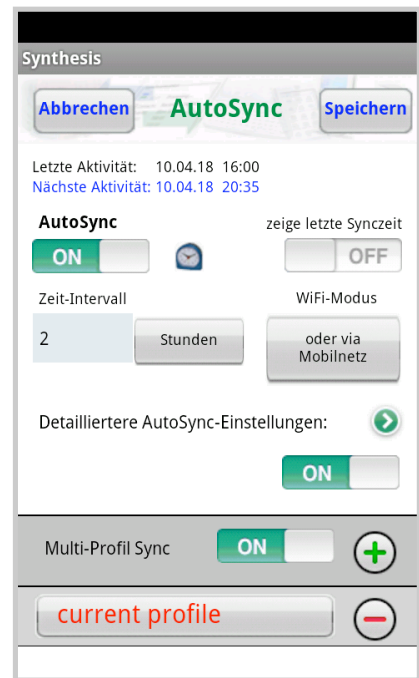 Synthesis
Abbrechen AutoSync Speichern
Letzte Aktivität: 10.04.18 16:00
Nächste Aktivität: 10.04.18 20:35
AutoSync zeige letzte Synczeit
ON OFF
Zeit-Intervall WiFi-Modus
2 Stunden oder via
Mobilnetz
Detailliertere AutoSync-Einstellungen:
ON
Multi-Profil Sync ON
current profile